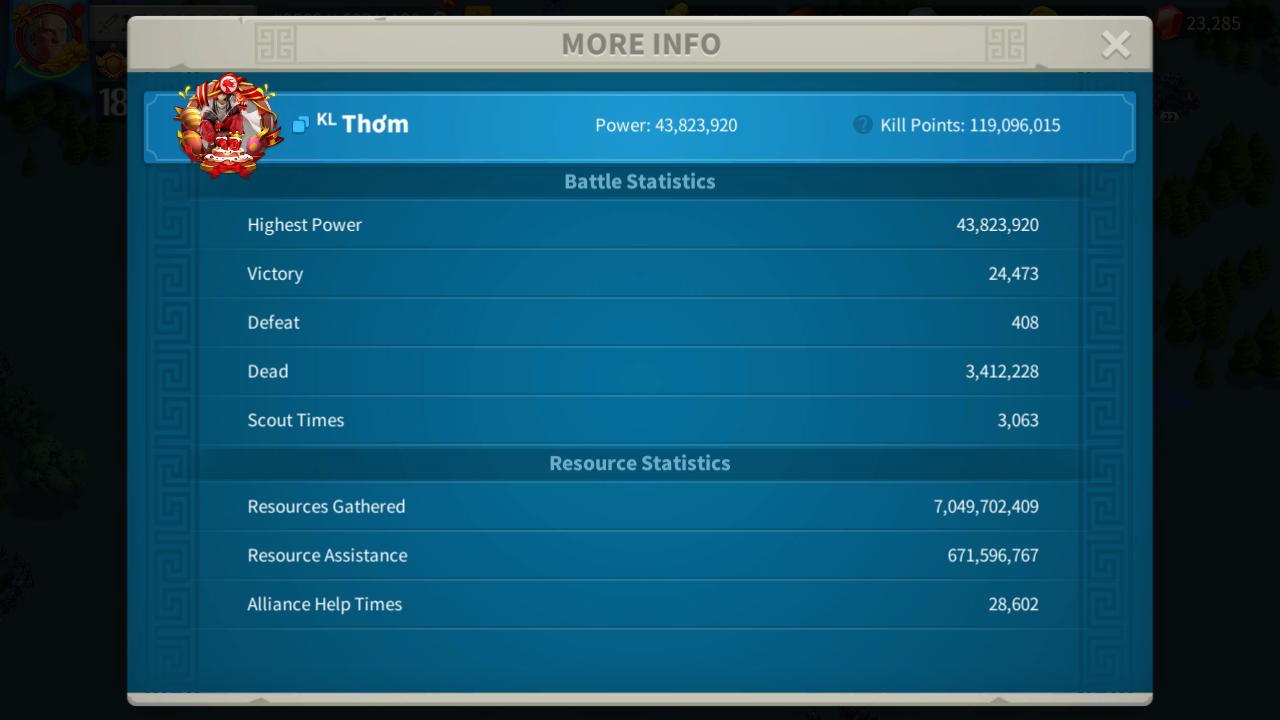 MORE INFO
23,285
18
ᴷᴸ Thơm
Power: 43,823,920
? Kill Points: 119,096,015
Battle Statistics
Highest Power 43,823,920
Victory 24,473
Defeat 408
Dead 3,412,228
Scout Times 3,063
Resource Statistics
Resources Gathered 7,049,702,409
Resource Assistance 671,596,767
Alliance Help Times 28,602